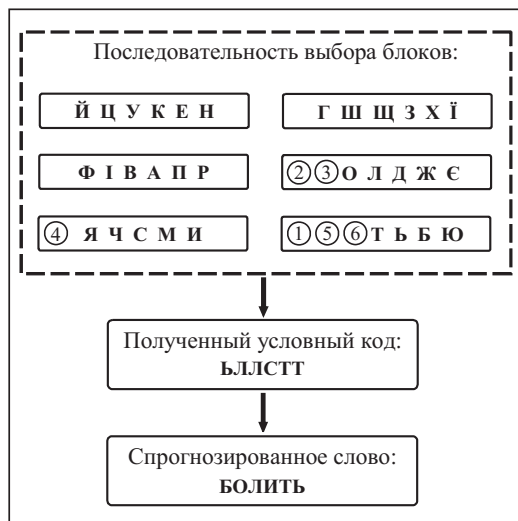 Последовательность выбора блоков:
Й Ц У К Е Н
Г Ш Щ З Х Ї
Ф І В А П Р
②③О Л Д Ж Є
④ Я Ч С М И
①⑤⑥Т Ь Б Ю
Полученный условный код:
ЬЛЛСТТ
Спрогнозированное слово:
БОЛИТЬ